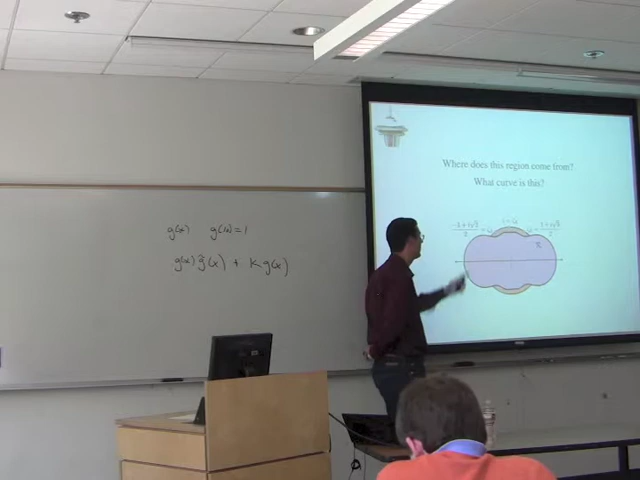 g(x) g(x)=1
g(x) g̃(x) + K g(x)
Where does this region come from?
What curve is this?